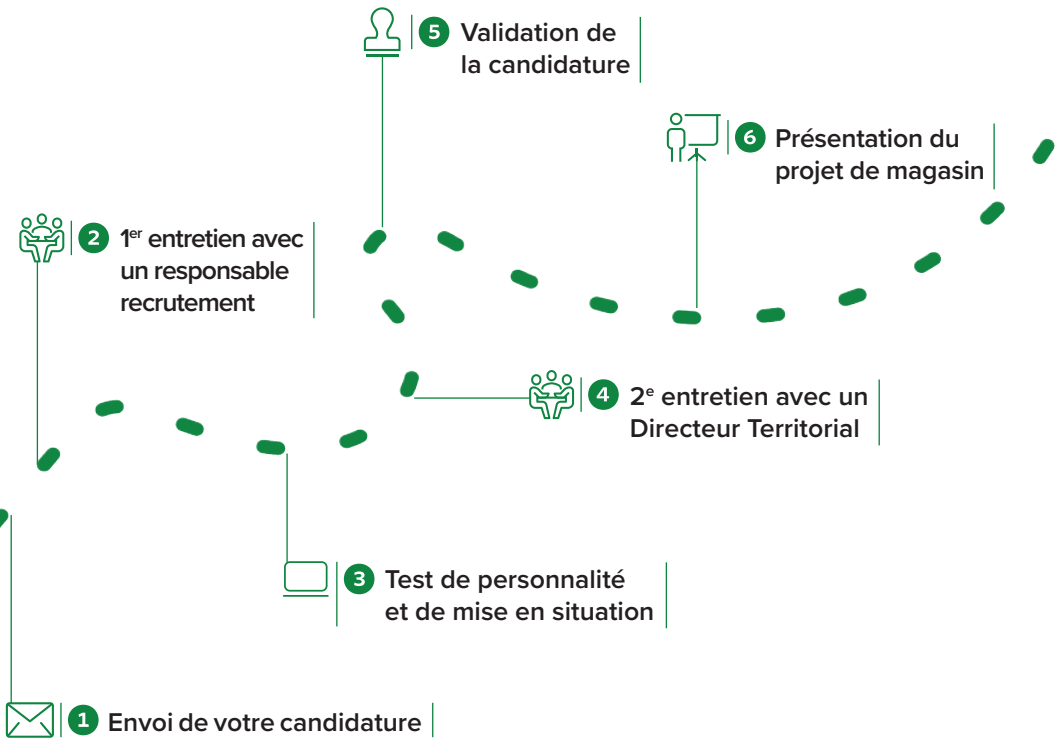 1 Envoi de votre candidature
2 1er entretien avec
un responsable
recrutement
3 Test de personnalité
et de mise en situation
4 2e entretien avec un
Directeur Territorial
5 Validation de
la candidature
6 Présentation du
projet de magasin